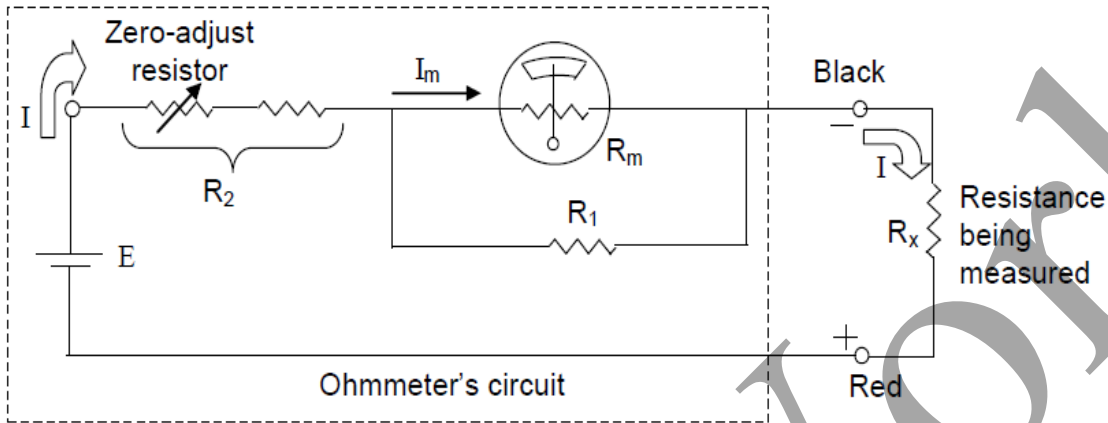 Zero-adjust
resistor
I
Im
Black
−
Rm
I
R2
R1
Rx
Resistance
being
measured
E
+
Ohmmeter's circuit
Red